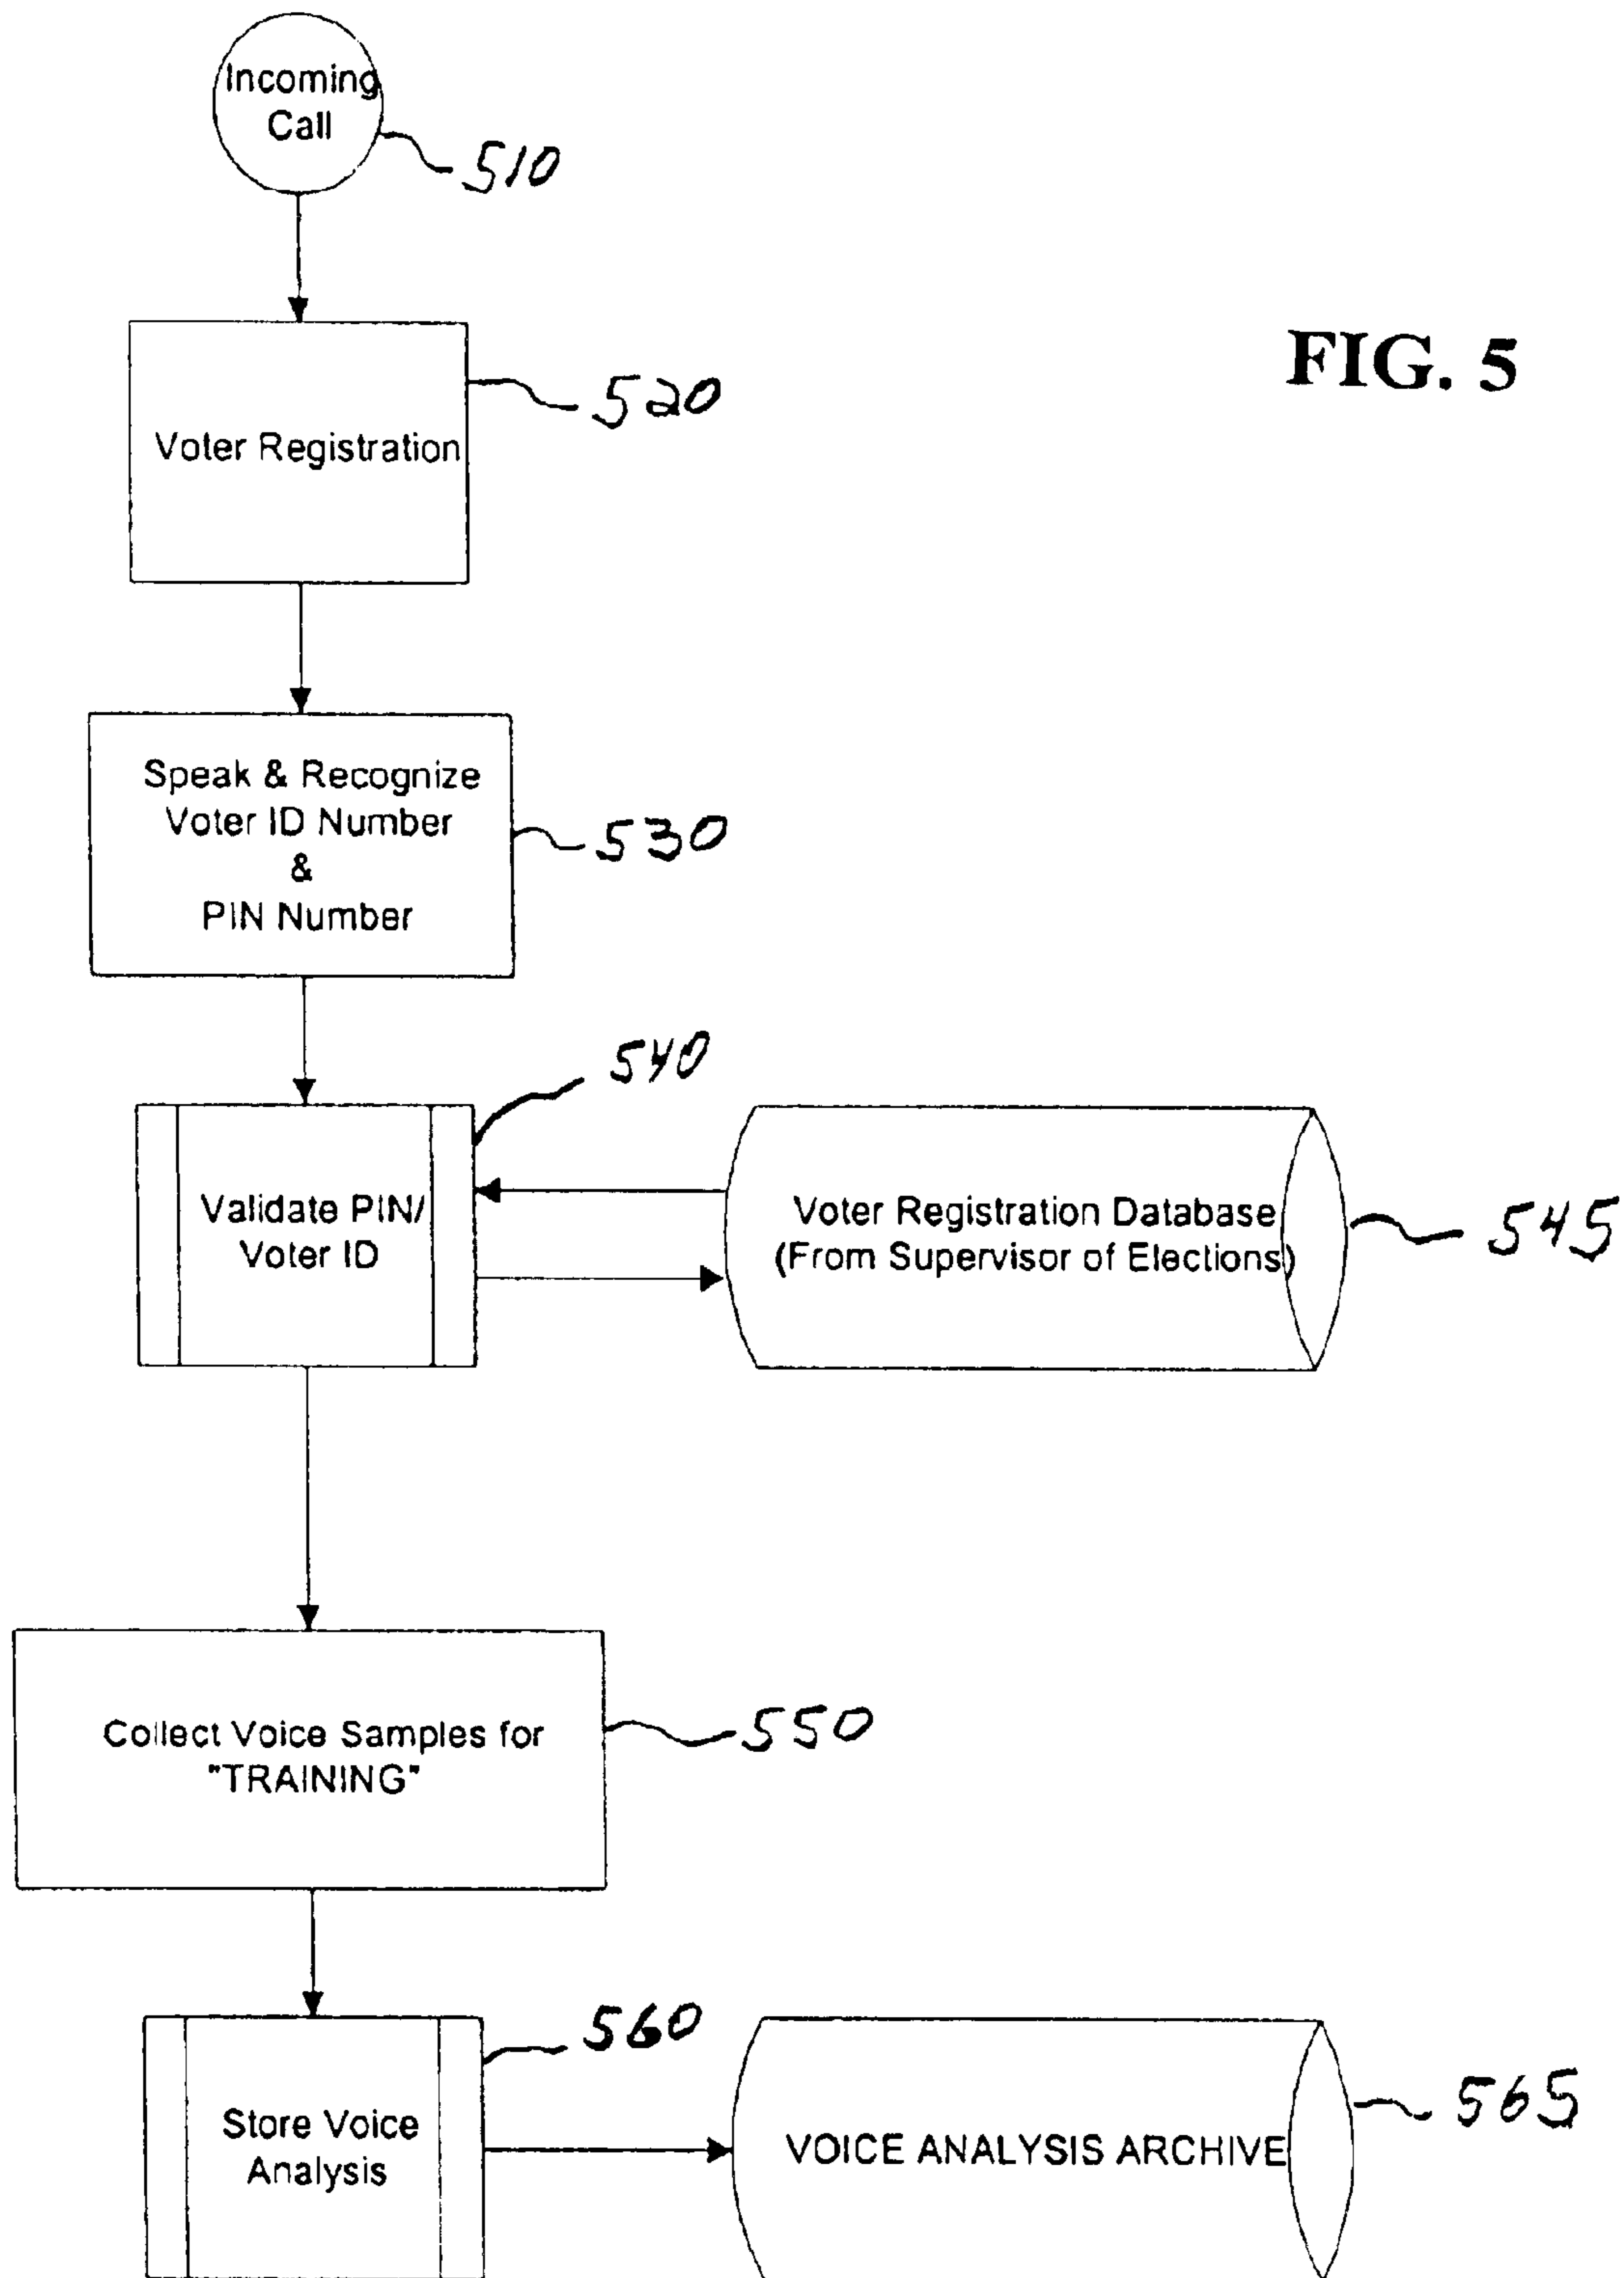 Incoming
Call
510
FIG. 5
520
Voter Registration
Speak & Recognize
Voter ID Number
&
PIN Number
530
540
Validate PIN/
Voter ID
Voter Registration Database
(From Supervisor of Elections)
545
Collect Voice Samples for
"TRAINING"
550
560
Store Voice
Analysis
VOICE ANALYSIS ARCHIVE
565